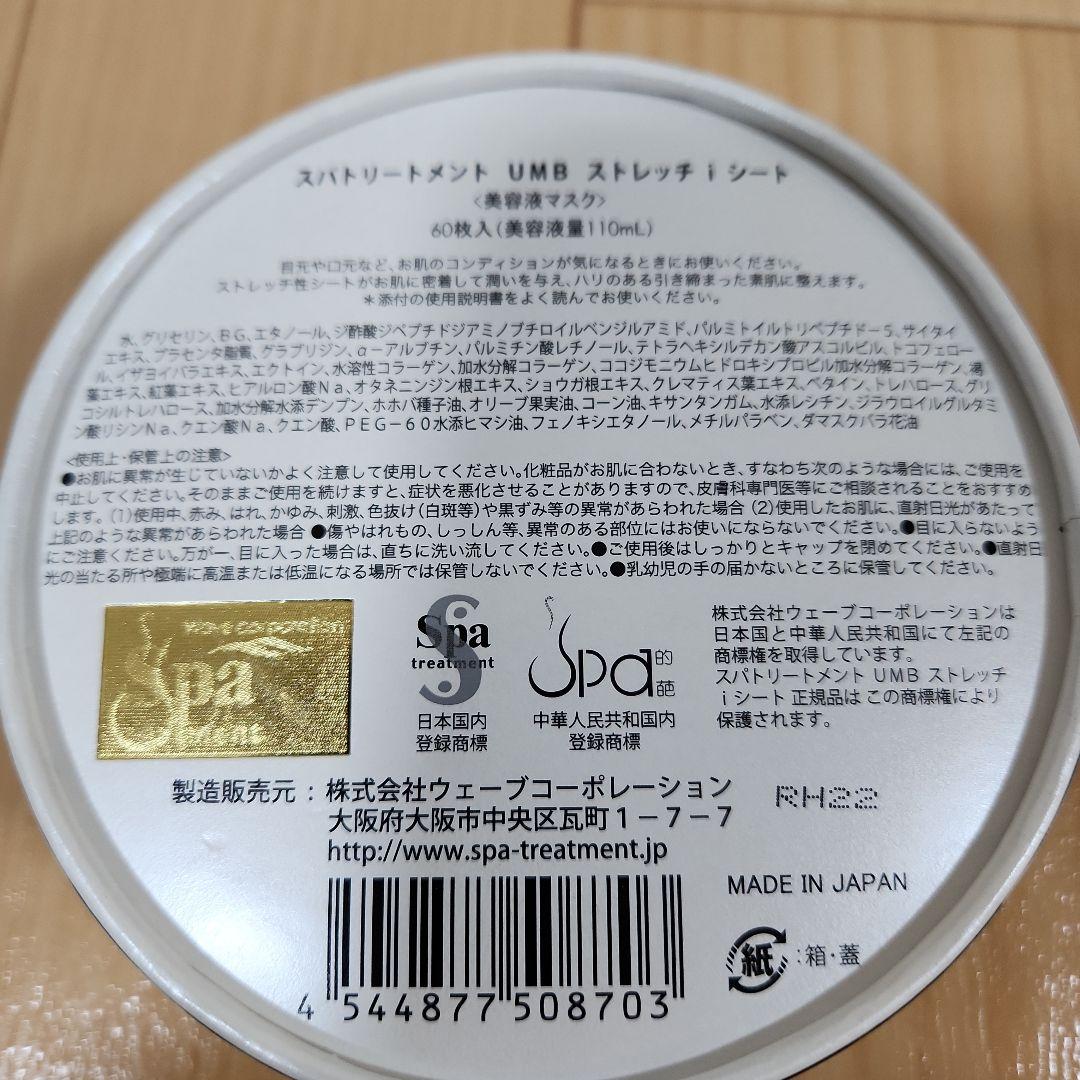 スパトリートメント UMB ストレッチ i シート
<美容液マスク>
60枚入(美容液量110mL)
目元や口元など、お肌のコンディションが気になるときにお使いください。
ストレッチ性シートがお肌に密着して潤いを与え、ハリのある引き締まった素肌に整えます。
*添付の使用説明書をよく読んでお使いください。
水、グリセリン、BG、エタノール、ジ酢酸ジペプチドジアミノブチロイルベンジルアミド、パルミトイルトリペプチド-5、サイタイ
エキス、プラセンタ脂質、グラブリジン、α-アルブチン、パルミチン酸レチノール、テトラヘキシルデカン酸アスコルビル、トコフェロー
ル、イザヨイバラエキス、エクトイン、水溶性コラーゲン、加水分解コラーゲン、ココジモニウムヒドロキシプロピル加水分解コラーゲン、褐
藻エキス、紅藻エキス、ヒアルロン酸Na、オタネニンジン根エキス、ショウガ根エキス、クレマティス葉エキス、ベタイン、トレハロース、グリ
コシルトレハロース、加水分解水添デンプン、ホホバ種子油、オリーブ果実油、コーン油、キサンタンガム、水添レシチン、ジラウロイルグルタミ
ン酸リシンNa、クエン酸Na、クエン酸、PEG-60水添ヒマシ油、フェノキシエタノール、メチルパラベン、ダマスクバラ花油
<使用上・保管上の注意>
●お肌に異常が生じていないかよく注意して使用してください。化粧品がお肌に合わないとき、すなわち次のような場合には、ご使用を
中止してください。そのままご使用を続けますと、症状を悪化させることがありますので、皮膚科専門医等にご相談されることをおすすめ
します。(1)使用中、赤み、はれ、かゆみ、刺激、色抜け(白斑等)や黒ずみ等の異常があらわれた場合 (2)使用したお肌に、直射日光があたって
上記のような異常があらわれた場合 ●傷やはれもの、しっしん等、異常のある部位にはお使いにならないでください。●目に入らないよう
にご注意ください。万が一、目に入った場合は、直ちに洗い流してください。●ご使用後はしっかりとキャップを閉めてください。●直射日
光の当たる所や極端に高温または低温になる場所では保管しないでください。●乳幼児の手の届かないところに保管してください。
WAVE CORPORATION
Spa
treatment
Spa
treatment
日本国内
登録商標
Spa的葩
中華人民共和国内
登録商標
株式会社ウェーブコーポレーションは
日本国と中華人民共和国にて左記の
商標権を取得しています。
スパトリートメント UMB ストレッチ
i シート 正規品は この商標権により
保護されます。
製造販売元 : 株式会社ウェーブコーポレーション
大阪府大阪市中央区瓦町1-7-7
http://www.spa-treatment.jp
RH22
MADE IN JAPAN
紙 :箱・蓋
4 544877 508703